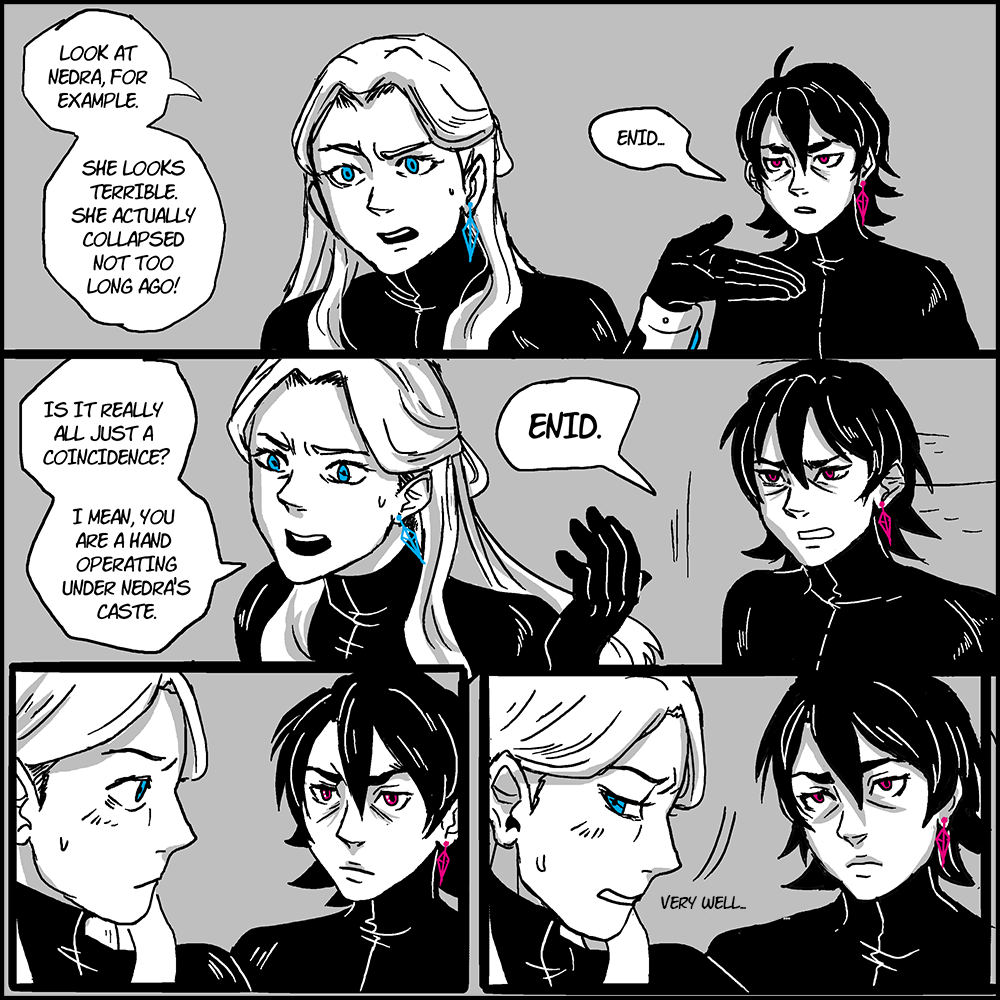 LOOK AT
NEDRA, FOR
EXAMPLE.
SHE LOOKS
TERRIBLE.
SHE ACTUALLY
COLLAPSED
NOT TOO
LONG AGO!
ENID...
IS IT REALLY
ALL JUST A
COINCIDENCE?
I MEAN, YOU
ARE A HAND
OPERATING
UNDER NEDRA'S
CASTE.
ENID.
VERY WELL...